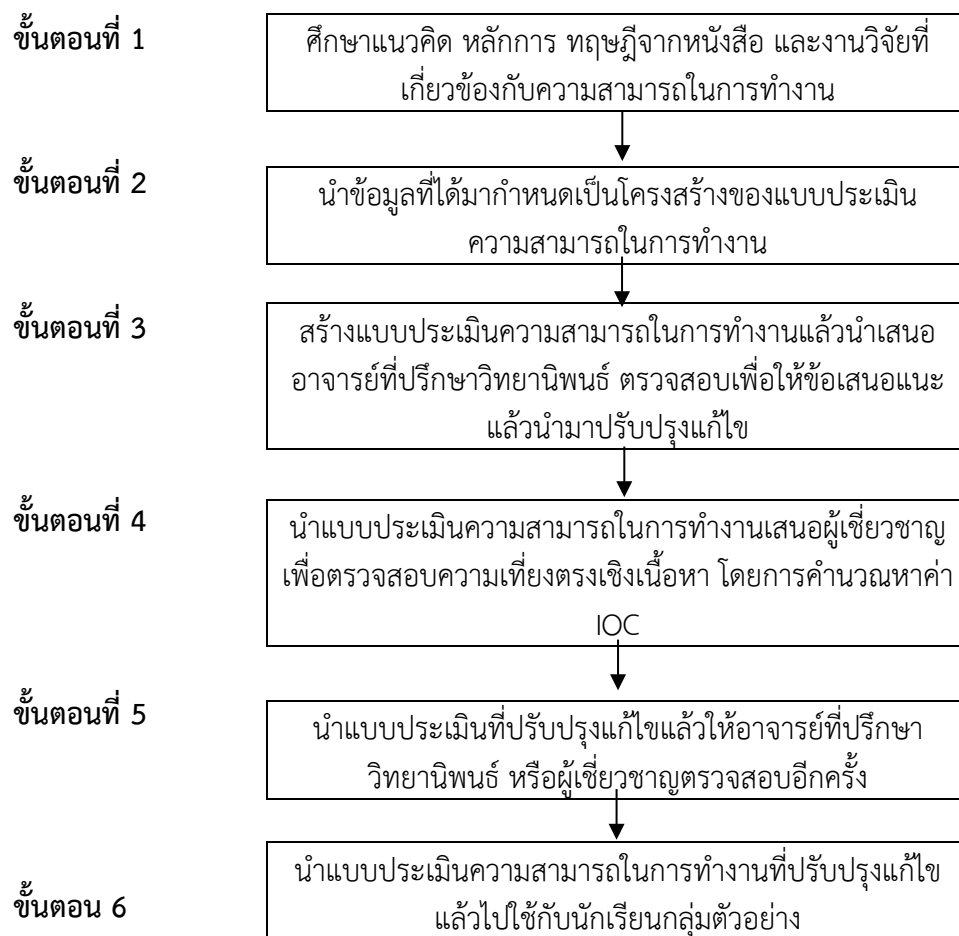 ขั้นตอนที่ 1
ศึกษาแนวคิด หลักการ ทฤษฎีจากหนังสือ และงานวิจัยที่
เกี่ยวข้องกับความสามารถในการทำงาน
ขั้นตอนที่ 2
นำข้อมูลที่ได้มากำหนดเป็นโครงสร้างของแบบประเมิน
ความสามารถในการทำงาน
ขั้นตอนที่ 3
สร้างแบบประเมินความสามารถในการทำงานแล้วนำเสนอ
อาจารย์ที่ปรึกษาวิทยานิพนธ์ ตรวจสอบเพื่อให้ข้อเสนอแนะ
แล้วนำมาปรับปรุงแก้ไข
ขั้นตอนที่ 4
นำแบบประเมินความสามารถในการทำงานเสนอผู้เชี่ยวชาญ
เพื่อตรวจสอบความเที่ยงตรงเชิงเนื้อหา โดยการคำนวณหาค่า
IOC
ขั้นตอนที่ 5
นำแบบประเมินที่ปรับปรุงแก้ไขแล้วให้อาจารย์ที่ปรึกษา
วิทยานิพนธ์ หรือผู้เชี่ยวชาญตรวจสอบอีกครั้ง
ขั้นตอน 6
นำแบบประเมินความสามารถในการทำงานที่ปรับปรุงแก้ไข
แล้วไปใช้กับนักเรียนกลุ่มตัวอย่าง